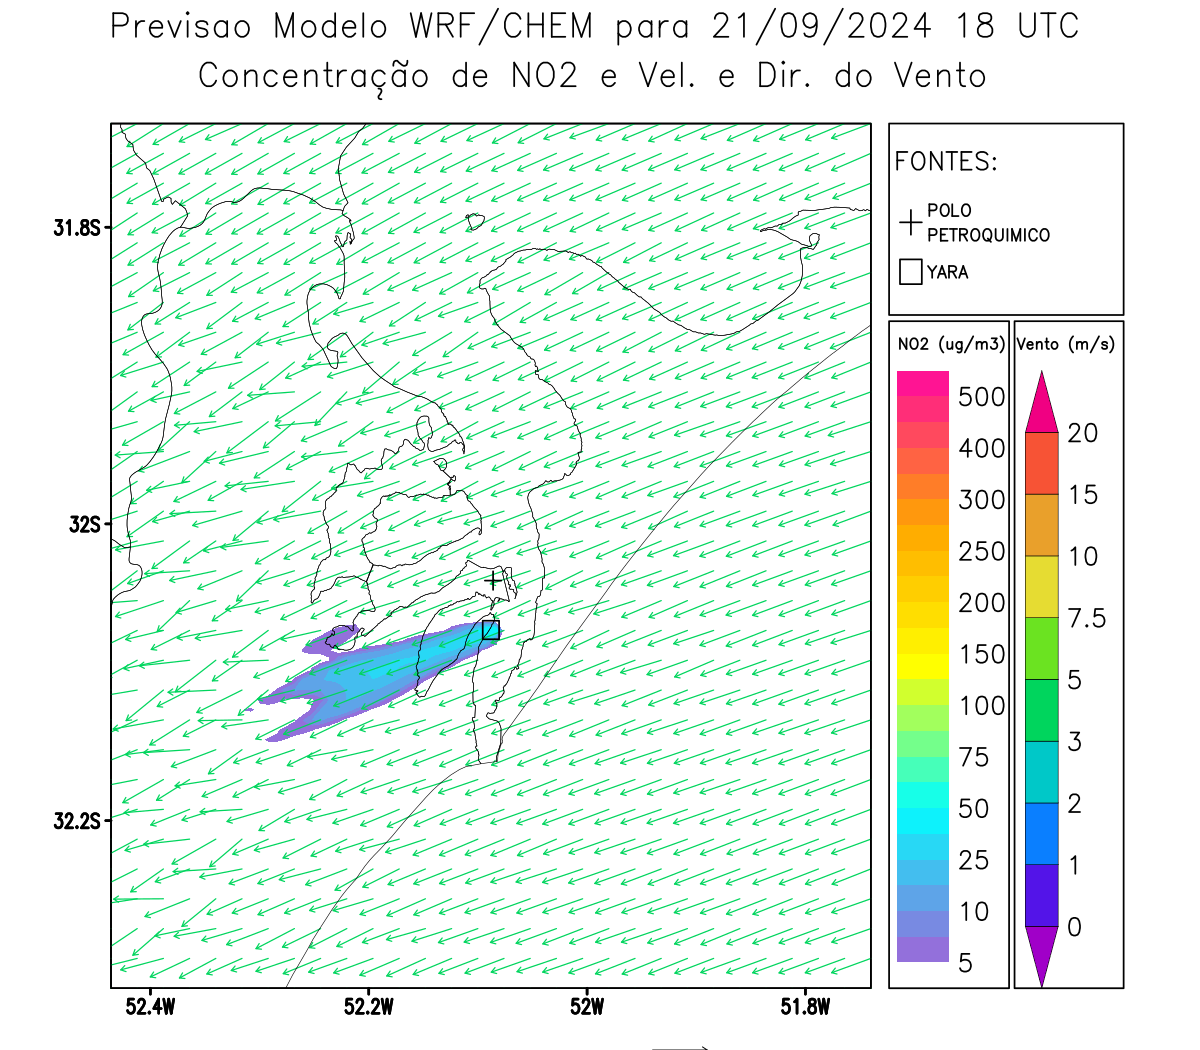 Previsao Modelo WRF/CHEM para 21/09/2024 18 UTC
Concentração de NO2 e Vel. e Dir. do Vento
FONTES:
POLO
PETROQUIMICO
YARA
NO2 (ug/m3)
500
400
300
250
200
150
100
75
50
25
10
5
Vento (m/s)
20
15
10
7.5
5
3
2
1
0
31.8S
32S
32.2S
52.4W
52.2W
52W
51.8W